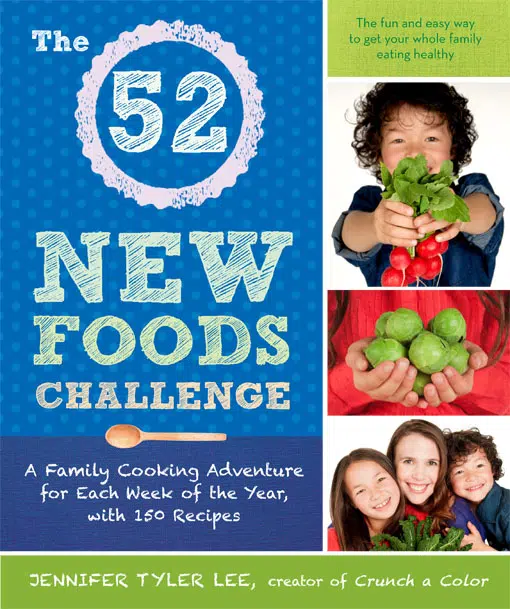 The
52
NEW
FOODS
CHALLENGE
A Family Cooking Adventure
for Each Week of the Year,
with 150 Recipes
The fun and easy way
to get your whole family
eating healthy
JENNIFER TYLER LEE, creator of Crunch a Color